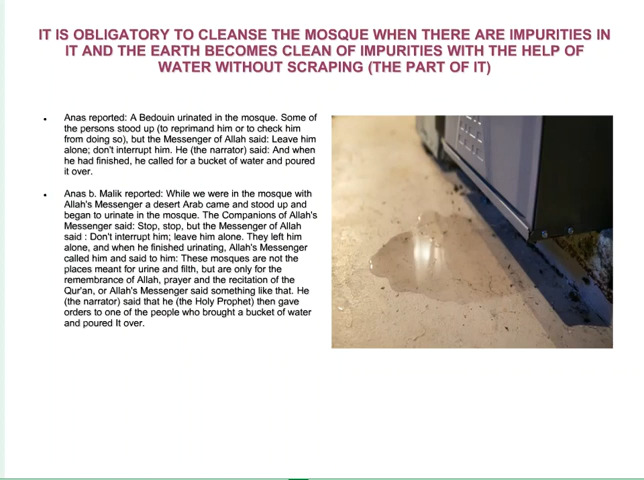 IT IS OBLIGATORY TO CLEANSE THE MOSQUE WHEN THERE ARE IMPURITIES IN
IT AND THE EARTH BECOMES CLEAN OF IMPURITIES WITH THE HELP OF
WATER WITHOUT SCRAPING (THE PART OF IT)
• Anas reported: A Bedouin urinated in the mosque. Some of
the persons stood up (to reprimand him or to check him
from doing so), but the Messenger of Allah said: Leave him
alone; don't interrupt him. He (the narrator) said: And when
he had finished, he called for a bucket of water and poured
it over.
• Anas b. Malik reported: While we were in the mosque with
Allah's Messenger a desert Arab came and stood up and
began to urinate in the mosque. The Companions of Allah's
Messenger said: Stop, stop, but the Messenger of Allah
said : Don't interrupt him; leave him alone. They left him
alone, and when he finished urinating, Allah's Messenger
called him and said to him: These mosques are not the
places meant for urine and filth, but are only for the
remembrance of Allah, prayer and the recitation of the
Qur'an, or Allah's Messenger said something like that. He
(the narrator) said that he (the Holy Prophet) then gave
orders to one of the people who brought a bucket of water
and poured It over.